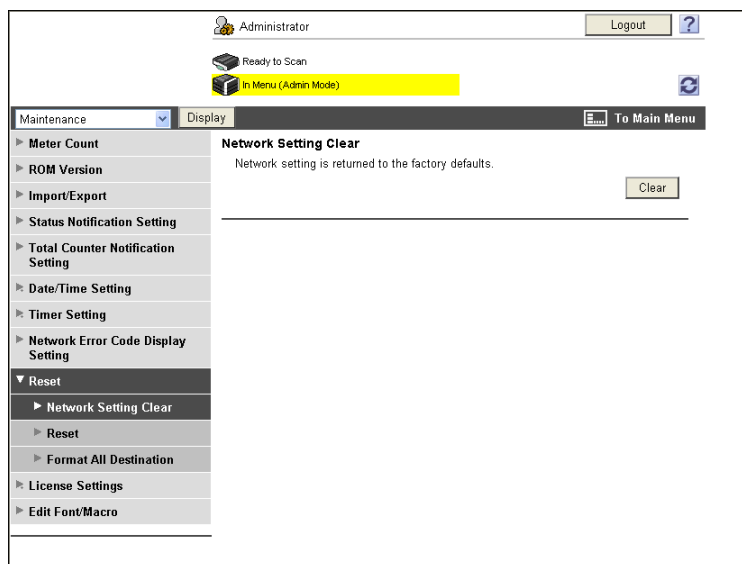 Administrator
Logout
?
Ready to Scan
In Menu (Admin Mode)
Maintenance
Display
To Main Menu
Meter Count
ROM Version
Import/Export
Status Notification Setting
Total Counter Notification
Setting
Date/Time Setting
Timer Setting
Network Error Code Display
Setting
Reset
Network Setting Clear
Reset
Format All Destination
License Settings
Edit Font/Macro
Network Setting Clear
Network setting is returned to the factory defaults.
Clear